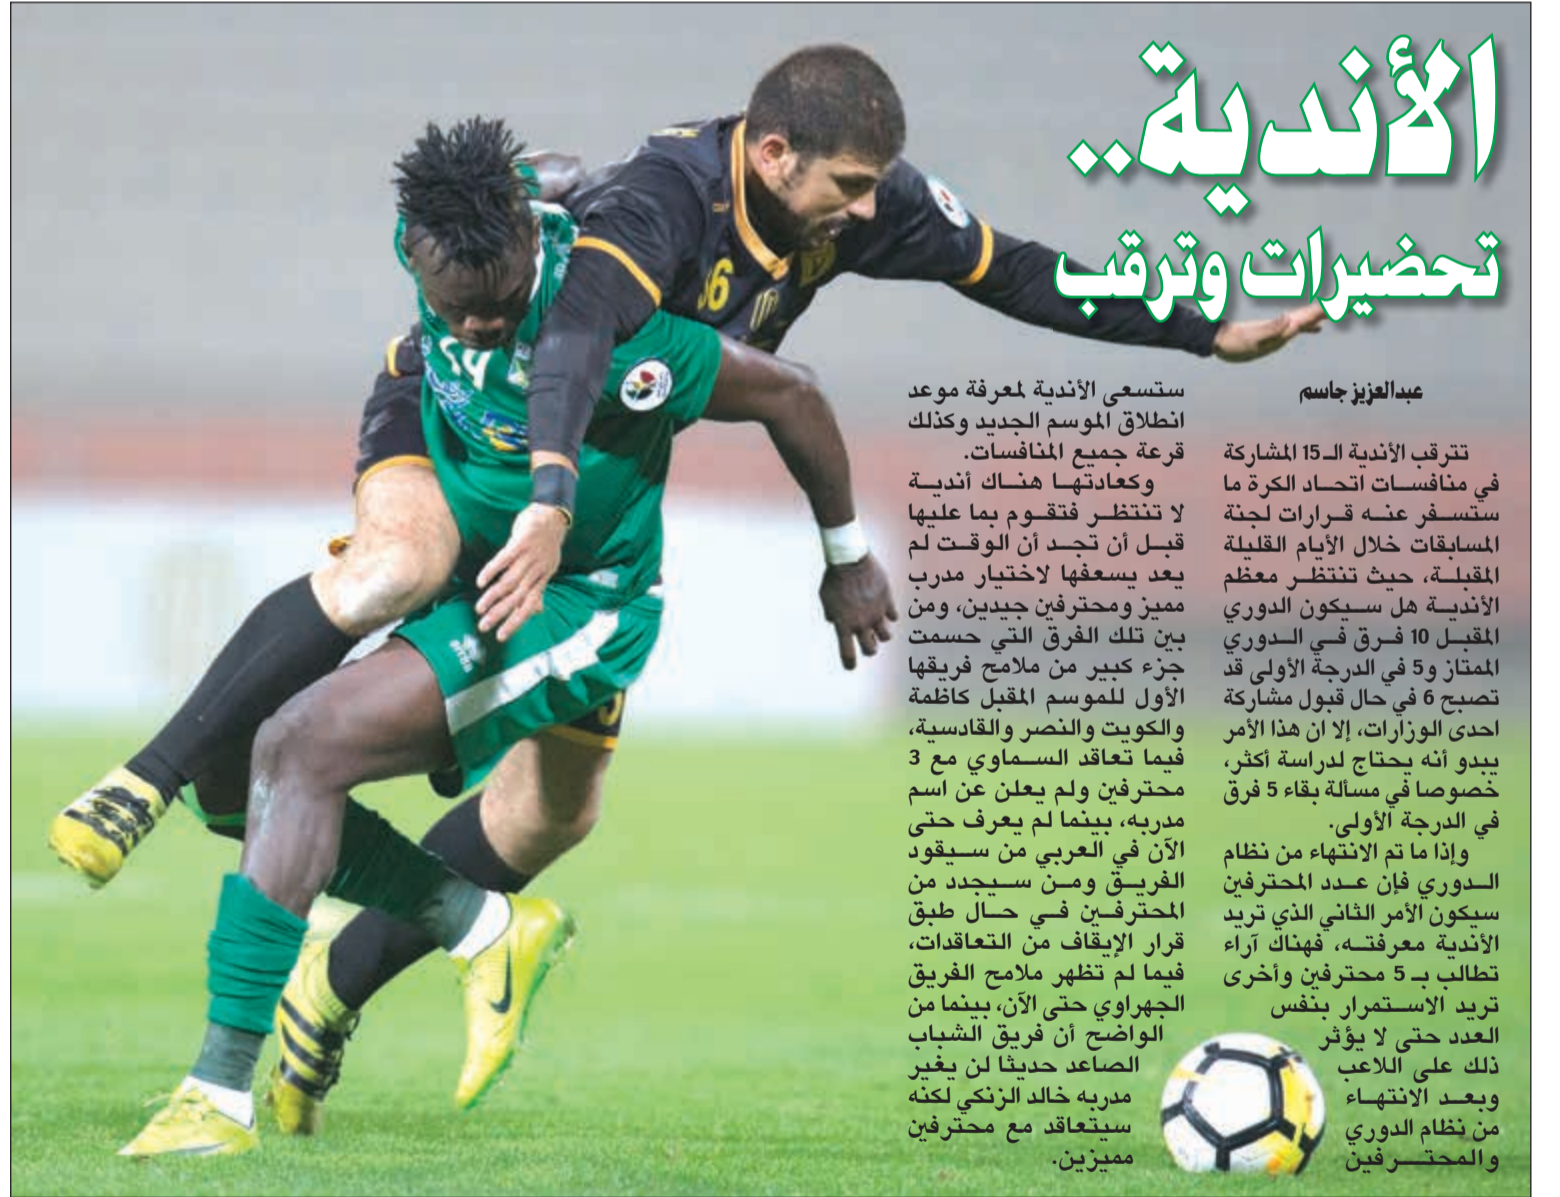 الأندية..
تحضيرات وترقب
عبدالعزيز جاسم
تترقب الأندية الـ 15 المشاركة
في منافسات اتحاد الكرة ما
ستسفر عنه قرارات لجنة
المسابقات خلال الأيام القليلة
المقبلة، حيث تنتظر معظم
الأندية هل سيكون الدوري
المقبل 10 فرق في الدوري
الممتاز و5 في الدرجة الأولى قد
تصبح 6 في حال قبول مشاركة
احدى الوزارات، إلا ان هذا الأمر
يبدو أنه يحتاج لدراسة أكثر،
خصوصا في مسألة بقاء 5 فرق
في الدرجة الأولى.
وإذا ما تم الانتهاء من نظام
الدوري فإن عدد المحترفين
سيكون الأمر الثاني الذي تريد
الأندية معرفته، فهناك آراء
تطالب بـ 5 محترفين وأخرى
تريد الاستمرار بنفس
العدد حتى لا يؤثر
ذلك على اللاعب
وبعد الانتهاء
من نظام الدوري
والمحترفين
ستسعى الأندية لمعرفة موعد
انطلاق الموسم الجديد وكذلك
قرعة جميع المنافسات.
وكعادتها هناك أندية
لا تنتظر فتقوم بما عليها
قبل أن تجد أن الوقت لم
يعد يسعفها لاختيار مدرب
مميز ومحترفين جيدين، ومن
بين تلك الفرق التي حسمت
جزء كبير من ملامح فريقها
الأول للموسم المقبل كاظمة
والكويت والنصر والقادسية،
فيما تعاقد السماوي مع 3
محترفين ولم يعلن عن اسم
مدربه، بينما لم يعرف حتى
الآن في العربي من سيقود
الفريق ومن سيجدد من
المحترفين في حال طبق
قرار الإيقاف من التعاقدات،
فيما لم تظهر ملامح الفريق
الجهراوي حتى الآن، بينما من
الواضح أن فريق الشباب
الصاعد حديثا لن يغير
مدربه خالد الزنكي لكنه
سيتعاقد مع محترفين
مميزين.